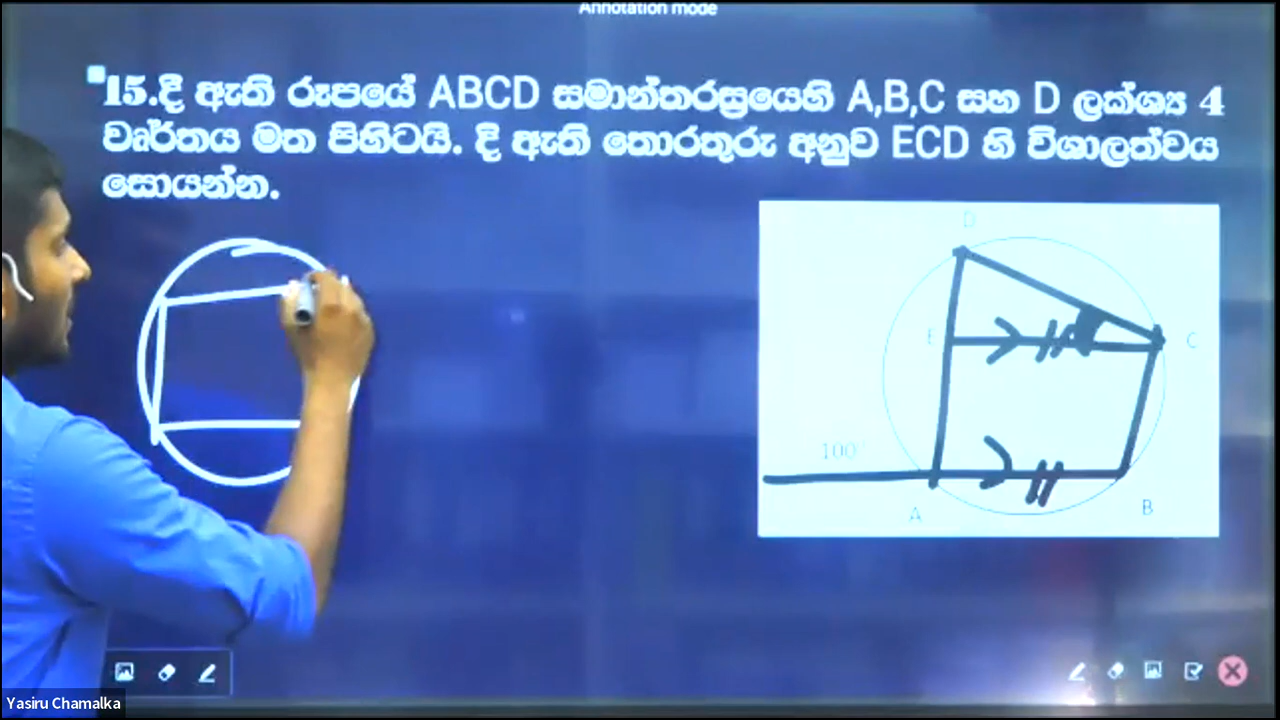 Annotation mode
15.දී ඇති රූපයේ ABCD සමාන්තරස්‍රයෙහි A,B,C සහ D ලක්ශ්‍ය 4
වෘර්තය මත පිහිටයි. දි ඇති තොරතුරු අනුව ECD හි විශාලත්වය
සොයන්න.
D
E
C
100
A
B
Yasiru Chamalka